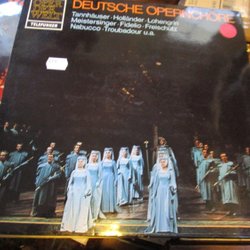 DEUTSCHE OPERNCHÖRE
Tannhäuser · Holländer · Lohengrin
Meistersinger · Fidelio · Freischütz
Nabucco · Troubadour u.a.
TELEFUNKEN